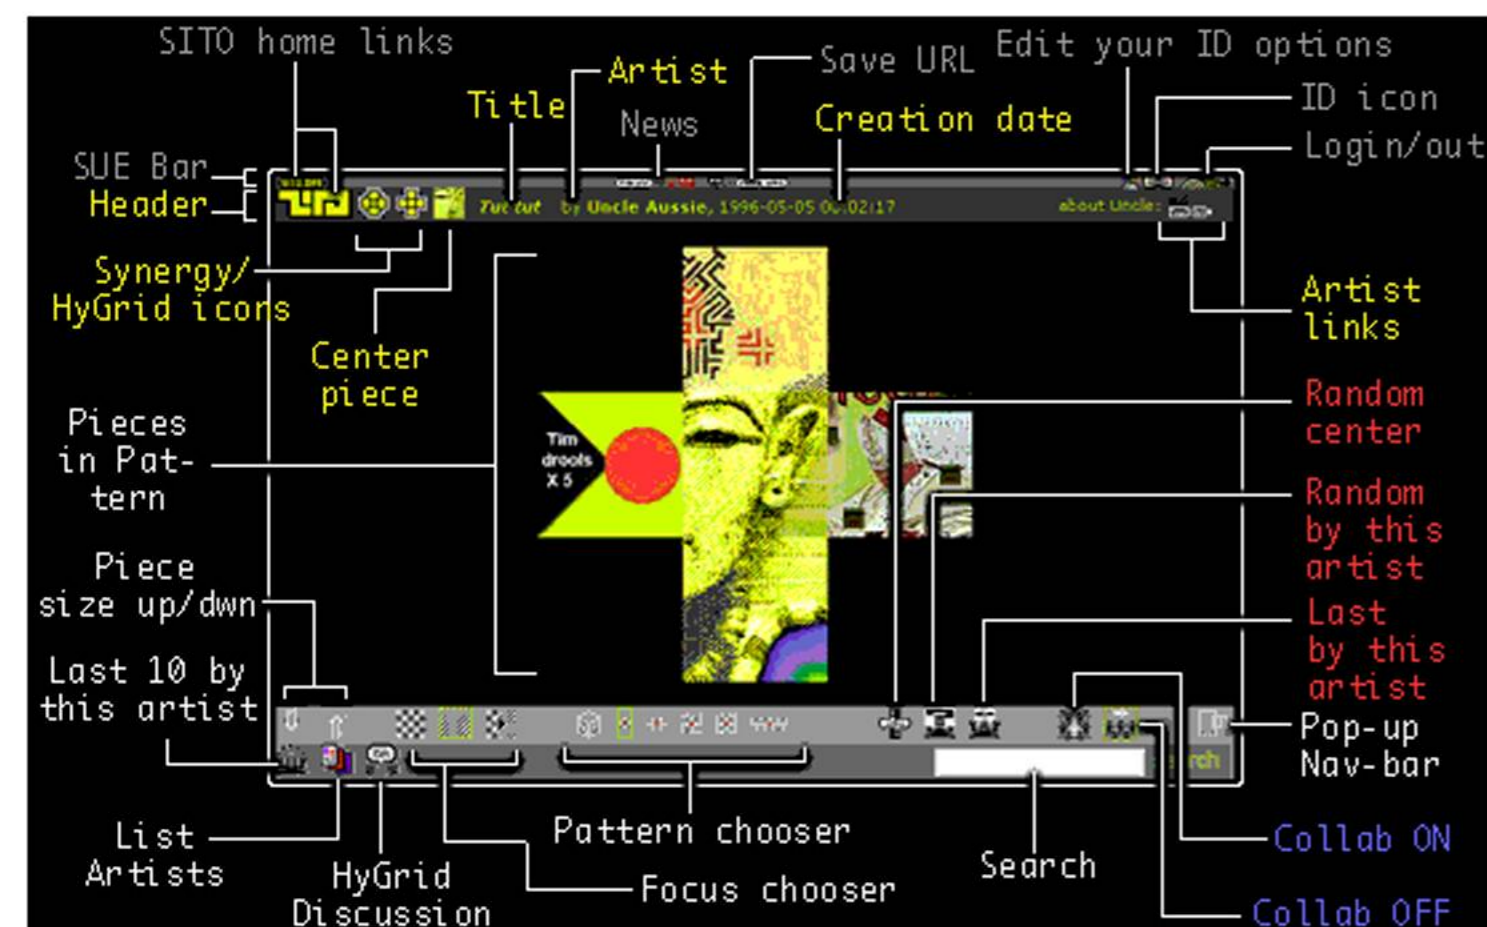 SITO home links
Artist
Save URL
Edit your ID options
Title
News
Creation date
ID icon
Login/out
SUE Bar
Header
Tut cut
by Uncle Aussie, 1996-05-05 00:02:17
about Uncle:
Synergy/
HyGrid icons
Center
piece
Artist
links
Pieces
in Pat-
tern
Random
center
Tim
drools
X 5
Random
by this
artist
Piece
size up/dwn
Last
by this
artist
Last 10 by
this artist
Pop-up
Nav-bar
List
Artists
HyGrid
Discussion
Pattern chooser
Focus chooser
Search
Collab ON
Collab OFF